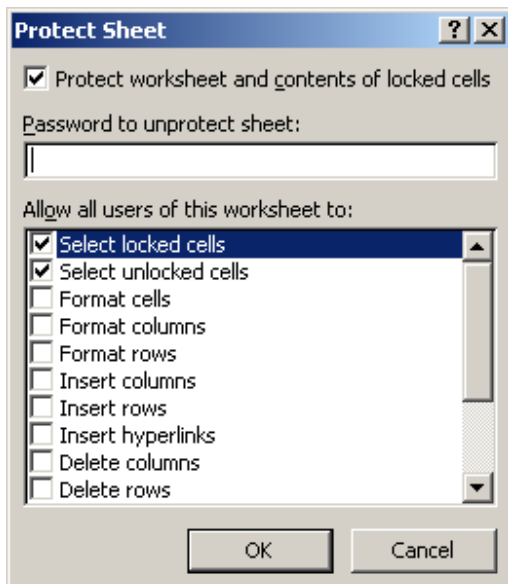 Protect Sheet
Protect worksheet and contents of locked cells
Password to unprotect sheet:
Allow all users of this worksheet to:
Select locked cells
Select unlocked cells
Format cells
Format columns
Format rows
Insert columns
Insert rows
Insert hyperlinks
Delete columns
Delete rows
OK Cancel